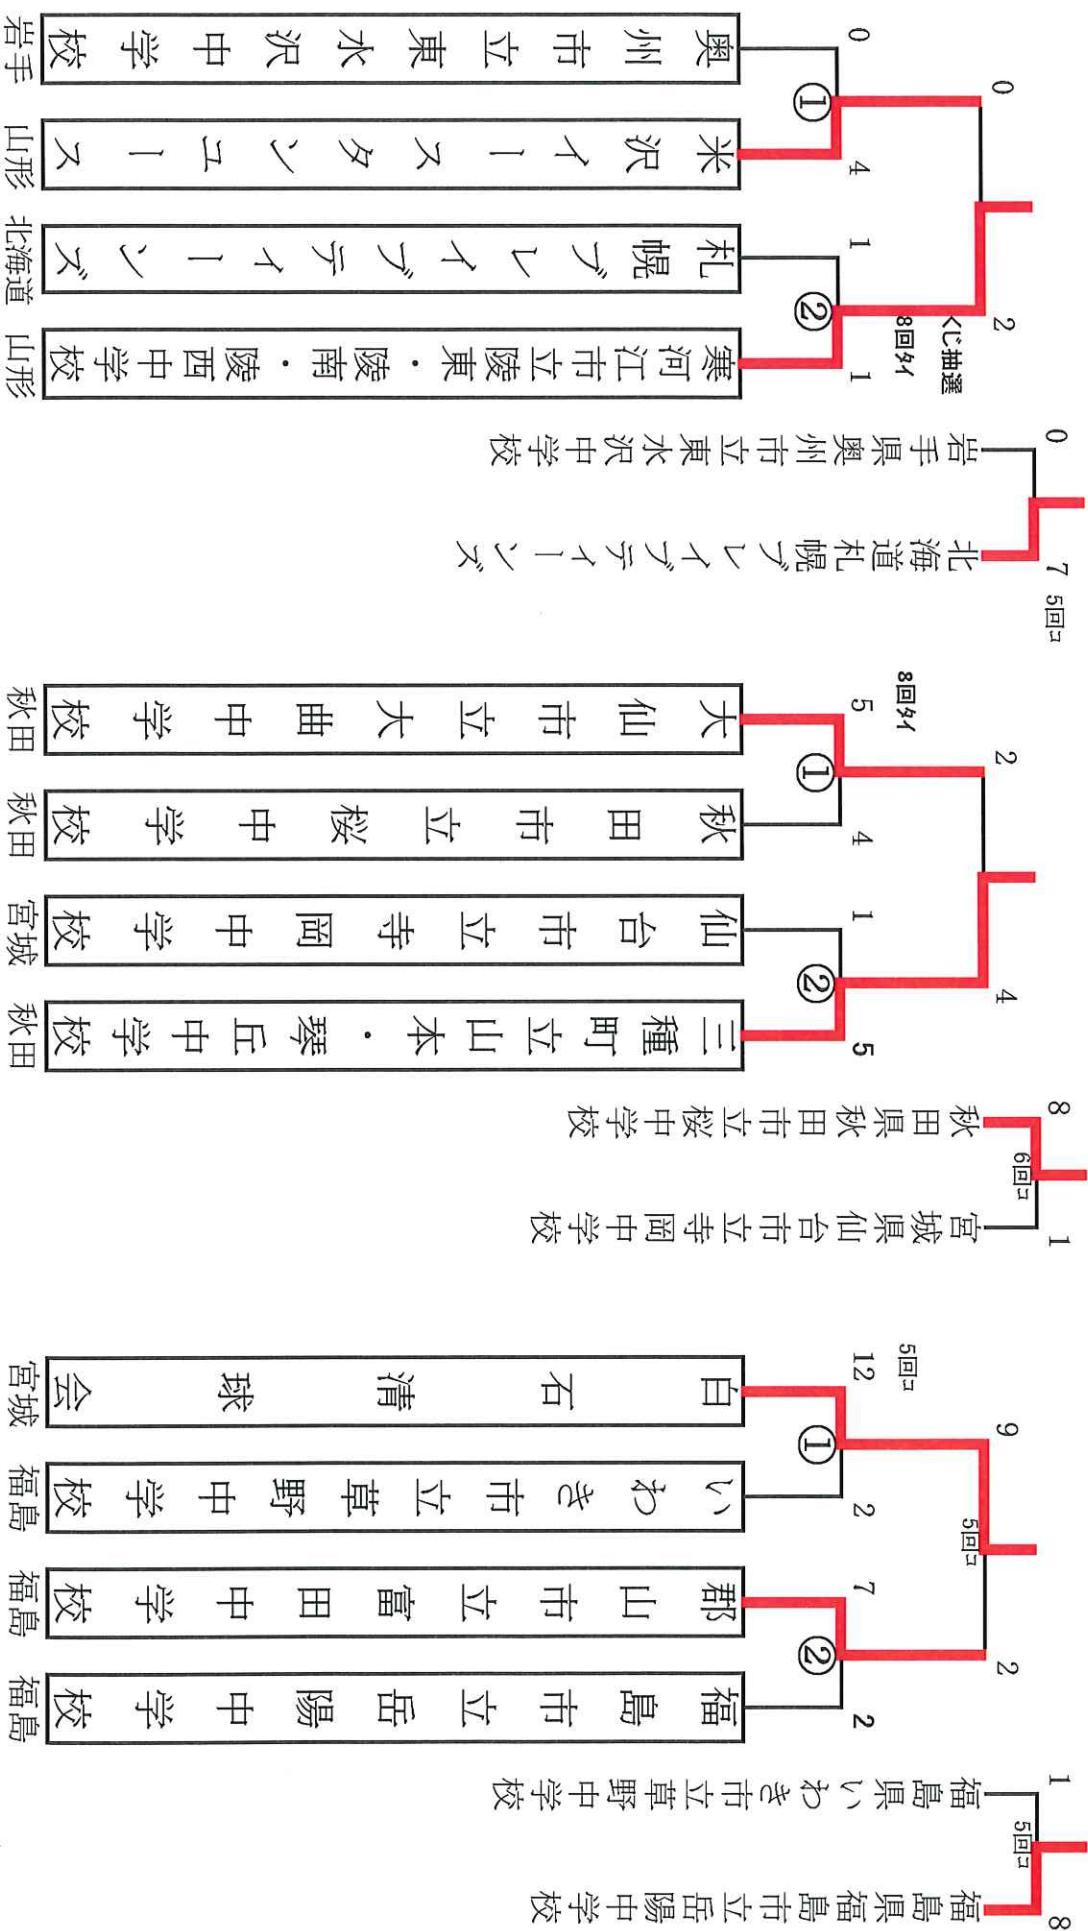 0
2
0
①
4
1
②
1
8回タイ
くじ抽選
奥州市立東水沢中学校
岩手
米沢イースタンユース
山形
札幌ブレイブティーンズ
北海道
寒河江市立陵東・陵南・陵西中学校
山形
0
7
5回コ
岩手県奥州市立東水沢中学校
北海道札幌ブレイブティーンズ
2
4
8回タイ
5
①
4
1
②
5
大仙市立大曲中学校
秋田
秋田市立桜中学校
秋田
仙台市立寺岡中学校
宮城
三種町立山本・琴丘中学校
秋田
8
1
6回コ
秋田県秋田市立桜中学校
宮城県仙台市立寺岡中学校
9
2
5回コ
5回コ
12
①
2
7
②
2
白石清球会
宮城
いわき市立草野中学校
福島
郡山市立富田中学校
福島
福島市立岳陽中学校
福島
1
8
5回コ
福島県いわき市立草野中学校
福島県福島市立岳陽中学校